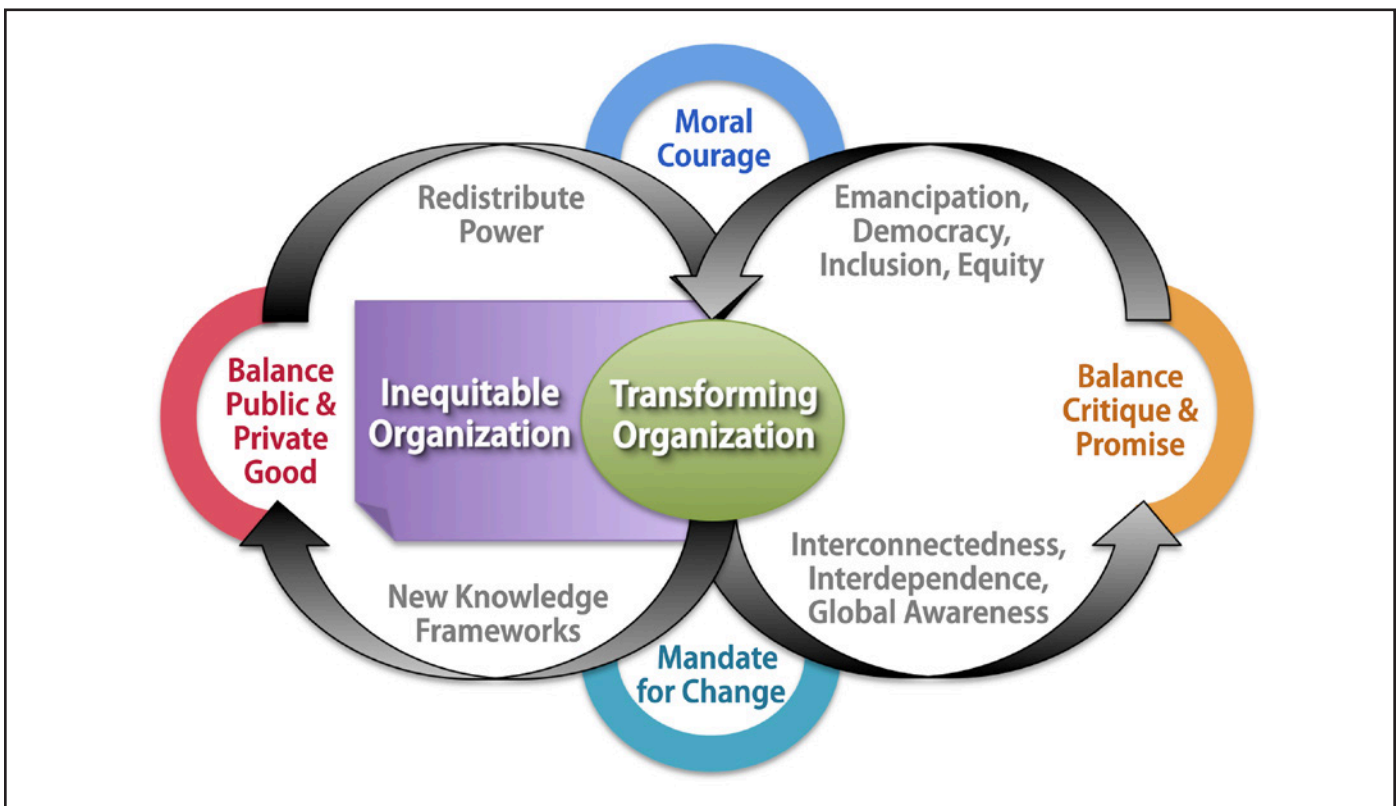 Moral
Courage
Redistribute
Power
Emancipation,
Democracy,
Inclusion, Equity
Balance
Public &
Private
Good
Inequitable
Organization
Transforming
Organization
Balance
Critique &
Promise
New Knowledge
Frameworks
Interconnectedness,
Interdependence,
Global Awareness
Mandate
for Change